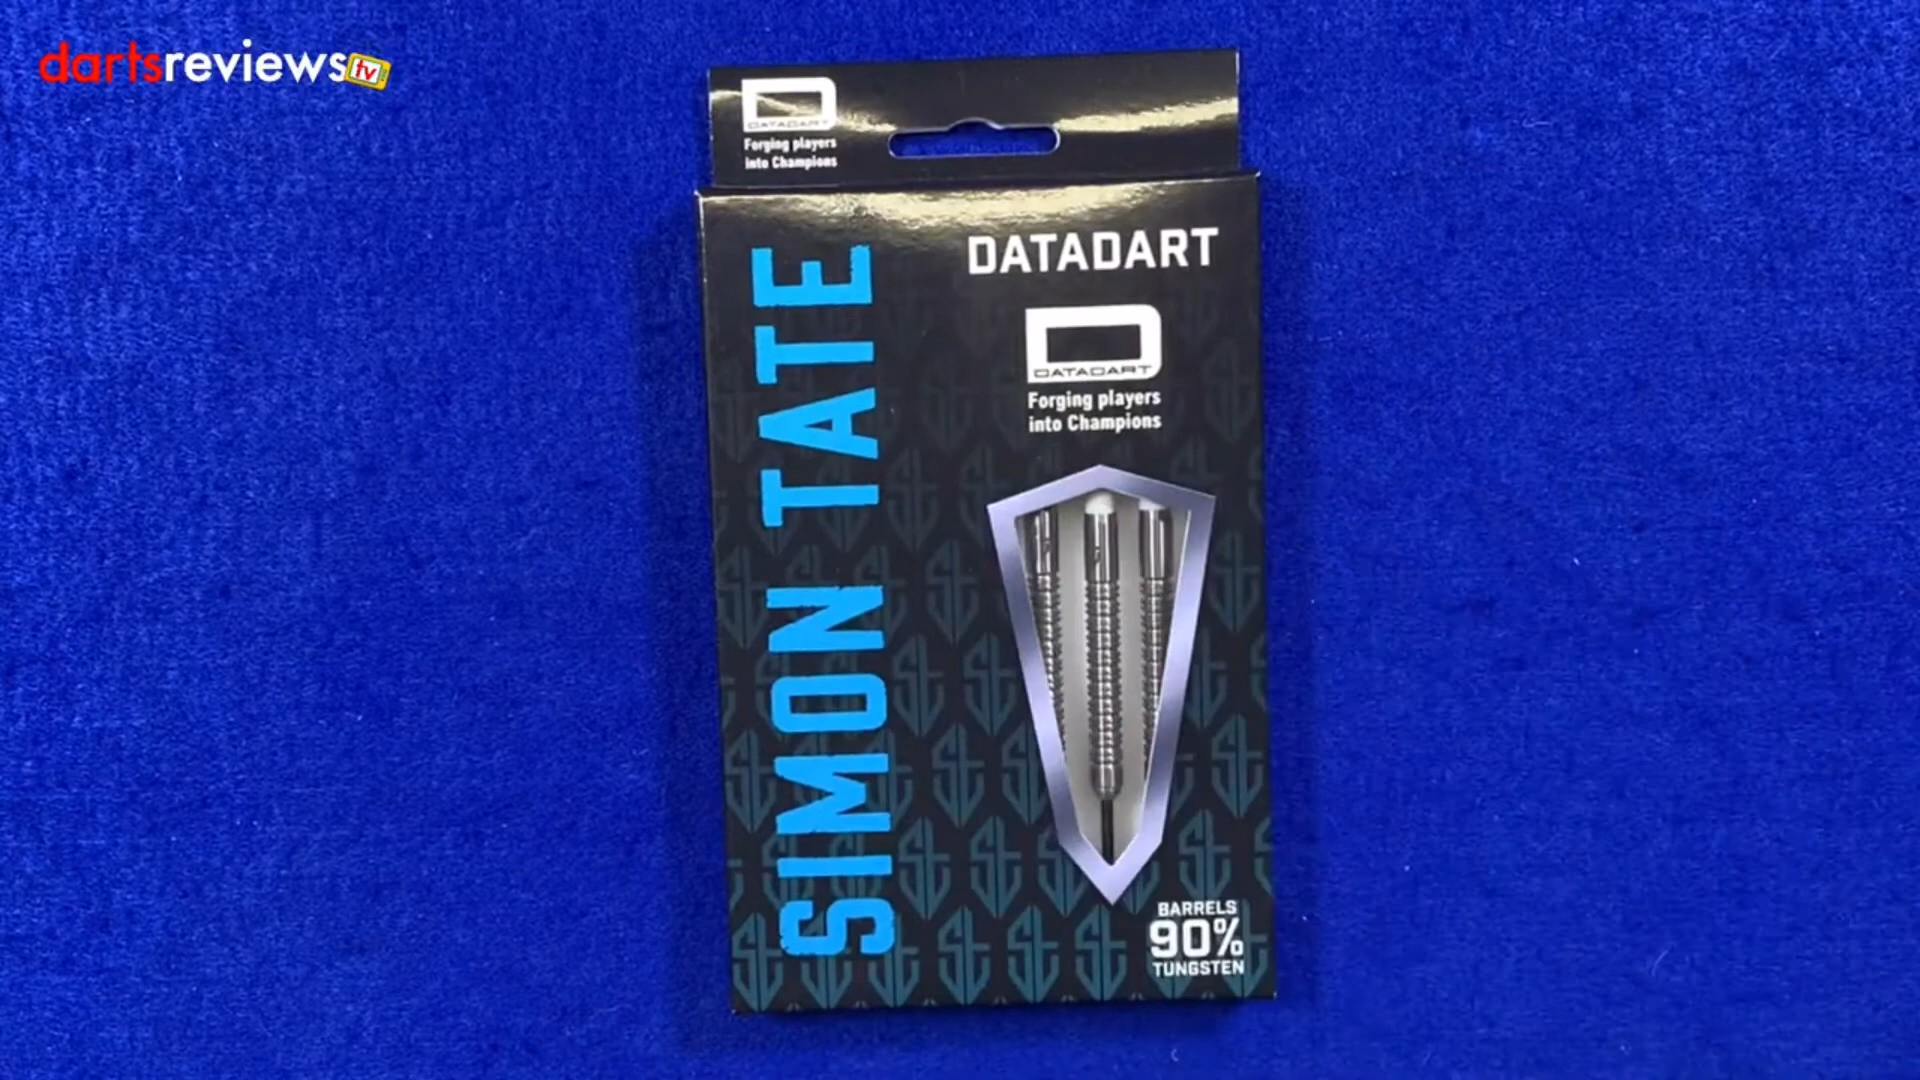 dartsreviews tv
DATADART
Forging players
into Champions
DATADART
DATADART
Forging players
into Champions
SIMON TATE
BARRELS
90%
TUNGSTEN